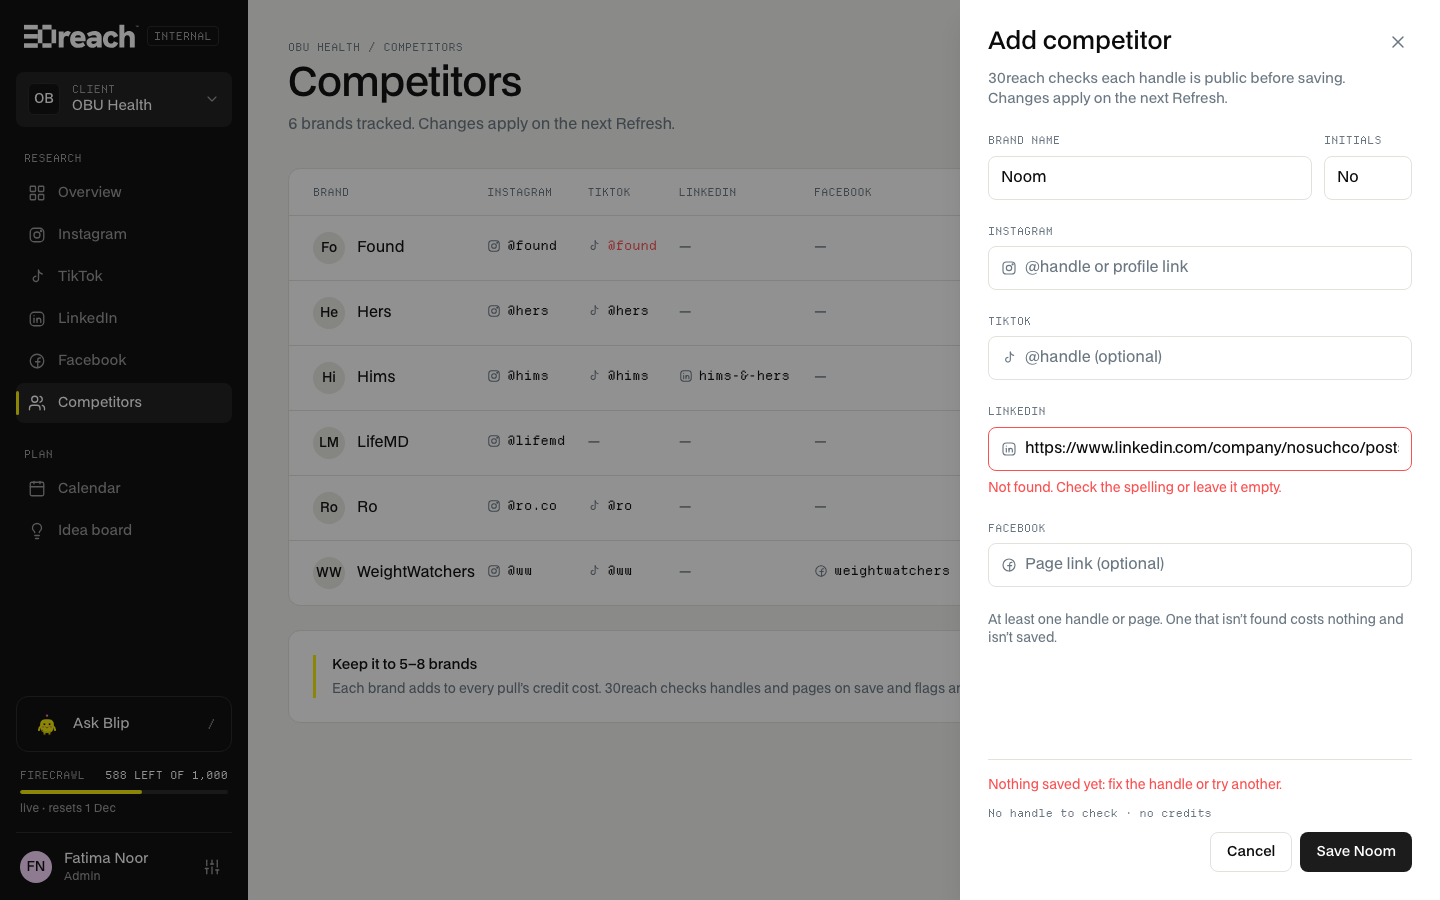 30reach INTERNAL
OB
CLIENT
OBU Health
RESEARCH
Overview
Instagram
TikTok
LinkedIn
Facebook
Competitors
PLAN
Calendar
Idea board
Ask Blip /
FIRECRAWL 588 LEFT OF 1,000
live · resets 1 Dec
FN
Fatima Noor
Admin
OBU HEALTH / COMPETITORS
Competitors
6 brands tracked. Changes apply on the next Refresh.
BRAND INSTAGRAM TIKTOK LINKEDIN FACEBOOK
Fo Found @found @found — —
He Hers @hers @hers — —
Hi Hims @hims @hims hims-&-hers —
LM LifeMD @lifemd — — —
Ro Ro @ro.co @ro — —
WW WeightWatchers @ww @ww — weightwatchers
Keep it to 5–8 brands
Each brand adds to every pull's credit cost. 30reach checks handles and pages on save and flags
Add competitor
30reach checks each handle is public before saving.
Changes apply on the next Refresh.
BRAND NAME INITIALS
Noom No
INSTAGRAM
@handle or profile link
TIKTOK
@handle (optional)
LINKEDIN
https://www.linkedin.com/company/nosuchco/posts
Not found. Check the spelling or leave it empty.
FACEBOOK
Page link (optional)
At least one handle or page. One that isn't found costs nothing and
isn't saved.
Nothing saved yet: fix the handle or try another.
No handle to check · no credits
Cancel Save Noom